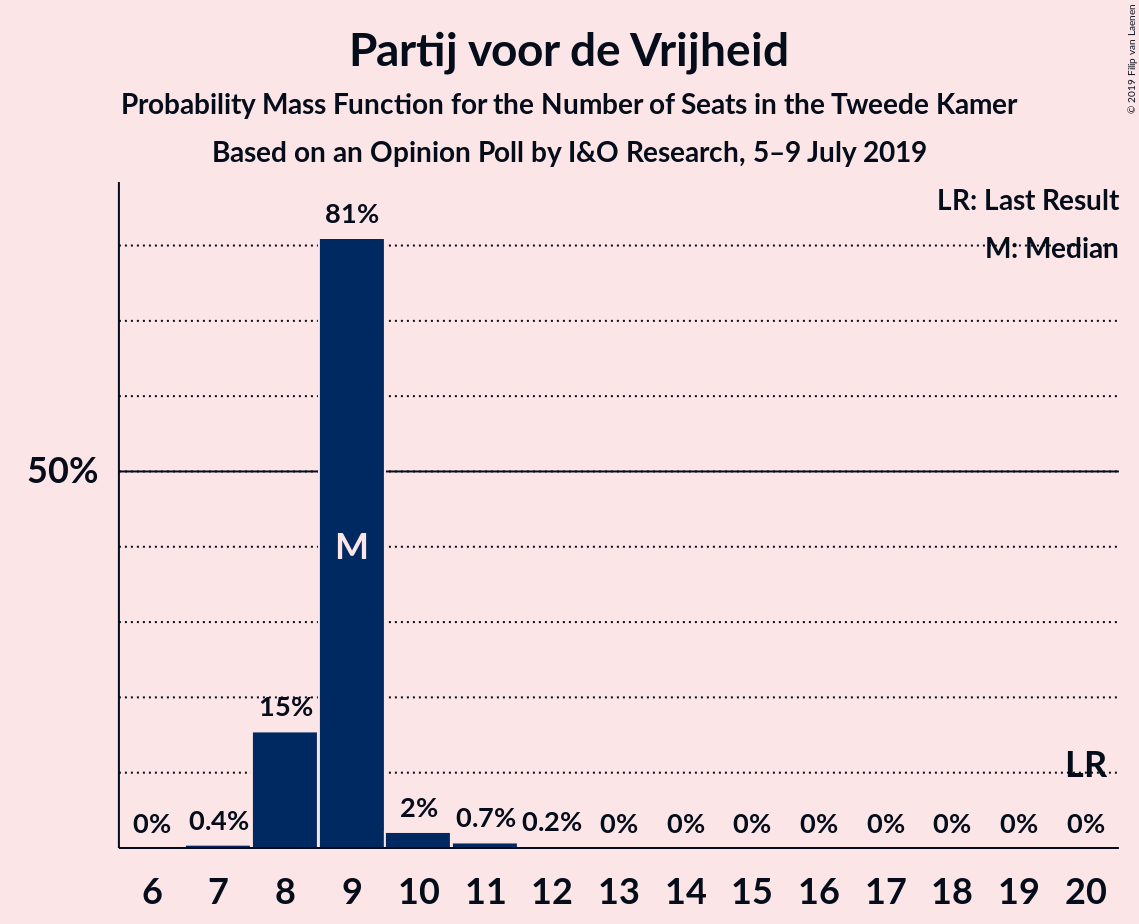 Partij voor de Vrijheid
Probability Mass Function for the Number of Seats in the Tweede Kamer
Based on an Opinion Poll by I&O Research, 5–9 July 2019
© 2019 Filip van Laenen
LR: Last Result
M: Median
81%
50%
M
15%
LR
0% 0.4% 2% 0.7% 0.2% 0% 0% 0% 0% 0% 0% 0% 0%
6 7 8 9 10 11 12 13 14 15 16 17 18 19 20